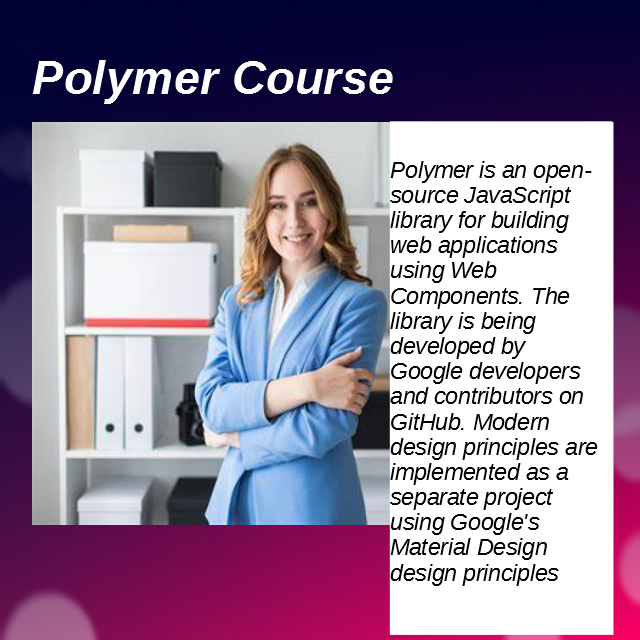 Polymer Course
Polymer is an open-
source JavaScript
library for building
web applications
using Web
Components. The
library is being
developed by
Google developers
and contributors on
GitHub. Modern
design principles are
implemented as a
separate project
using Google's
Material Design
design principles